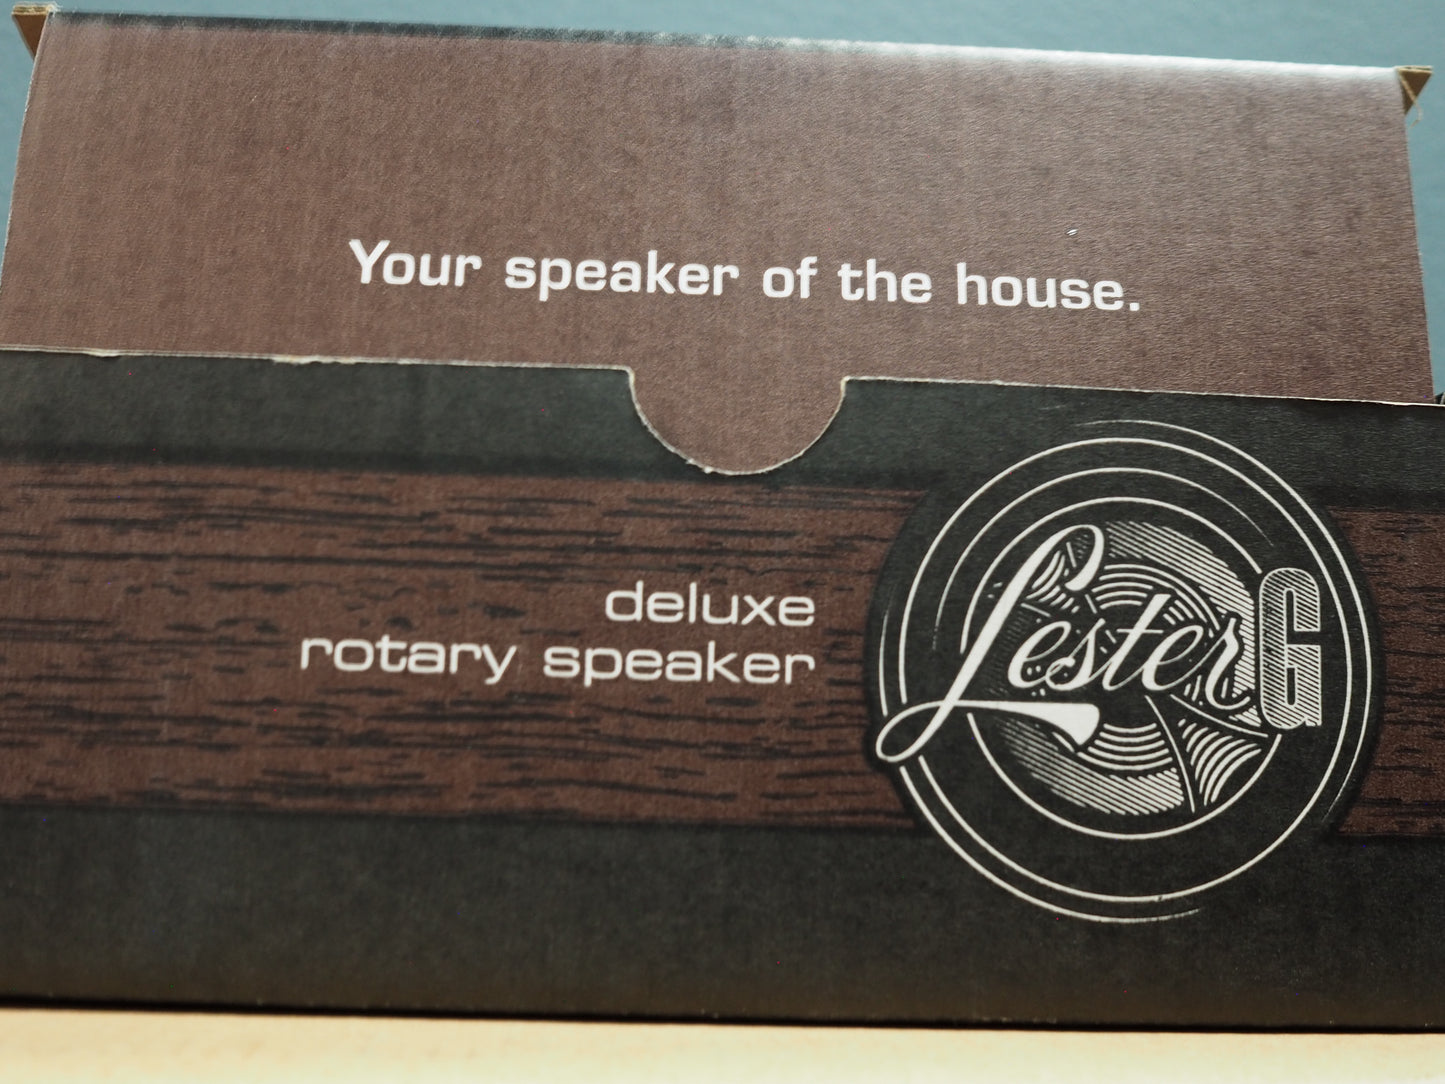 Your speaker of the house.
deluxe
rotary speaker
Lester G